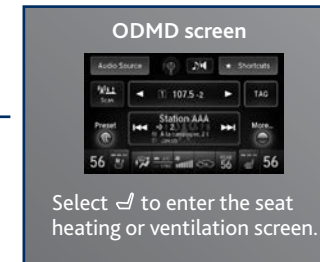 ODMD screen
Audio Source
★ Shortcuts
Scan
1 107.5 -2
TAG
Preset
Station AAA
More...
56
56
56
Select to enter the seat
heating or ventilation screen.